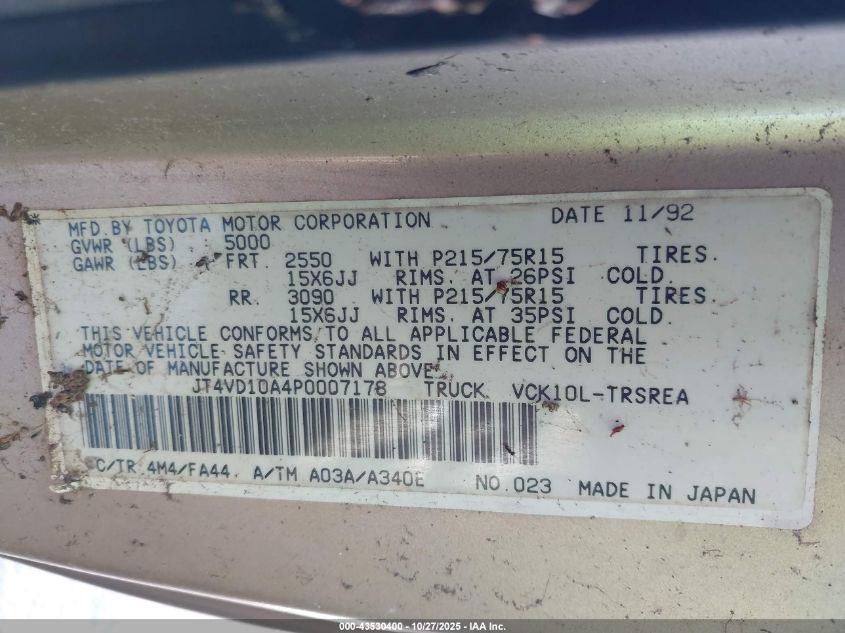 MFD.BY TOYOTA MOTOR CORPORATION DATE 11/92
GVWR (LBS) 5000
GAWR (LBS) FRT. 2550 WITH P215/75R15 TIRES.
15X6JJ RIMS. AT 26PSI COLD.
RR. 3090 WITH P215/75R15 TIRES.
15X6JJ RIMS. AT 35PSI COLD.
THIS VEHICLE CONFORMS TO ALL APPLICABLE FEDERAL
MOTOR VEHICLE SAFETY STANDARDS IN EFFECT ON THE
DATE OF MANUFACTURE SHOWN ABOVE.
JT4VD10A4P0007178 TRUCK VCK10L-TRSREA
C/TR 4M4/FA44 A/TM A03A/A340E NO.023 MADE IN JAPAN
000-43530400 - 10/27/2025 - IAA Inc.